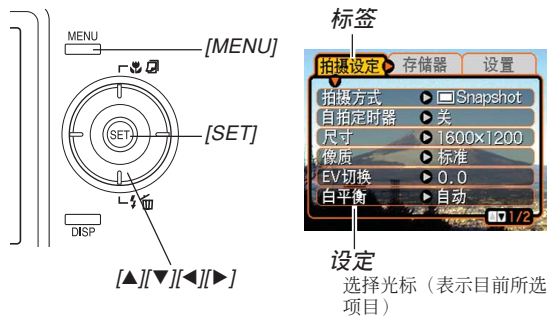 MENU
[MENU]
SET
[SET]
DISP
[▲][▼][◀][▶]
标签
拍摄设定 存储器 设置
拍摄方式 Snapshot
自拍定时器 关
尺寸 1600×1200
像质 标准
EV切换 0.0
白平衡 自动
▲▼1/2
设定
选择光标（表示目前所选
项目）